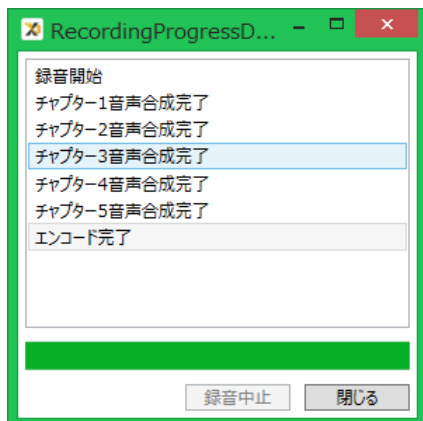 RecordingProgressD...
録音開始
チャプター1音声合成完了
チャプター2音声合成完了
チャプター3音声合成完了
チャプター4音声合成完了
チャプター5音声合成完了
エンコード完了
録音中止 閉じる